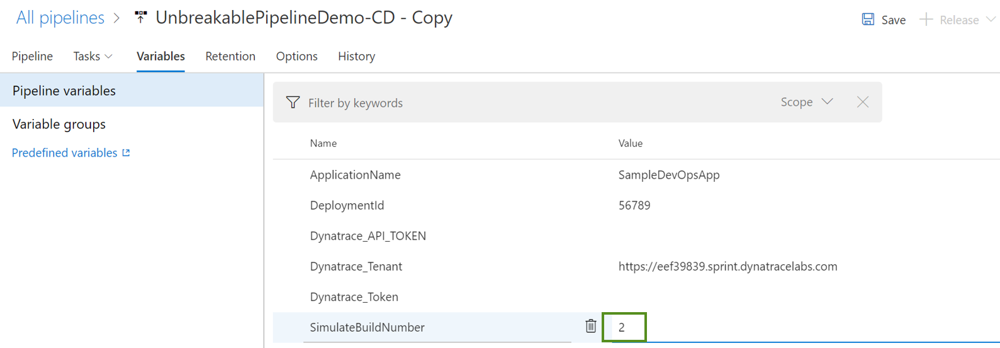 All pipelines > UnbreakablePipelineDemo-CD - Copy
Save
Release
Pipeline Tasks Variables Retention Options History
Pipeline variables
Variable groups
Predefined variables
Filter by keywords
Scope
Name Value
ApplicationName SampleDevOpsApp
DeploymentId 56789
Dynatrace_API_TOKEN
Dynatrace_Tenant https://eef39839.sprint.dynatracelabs.com
Dynatrace_Token
SimulateBuildNumber 2